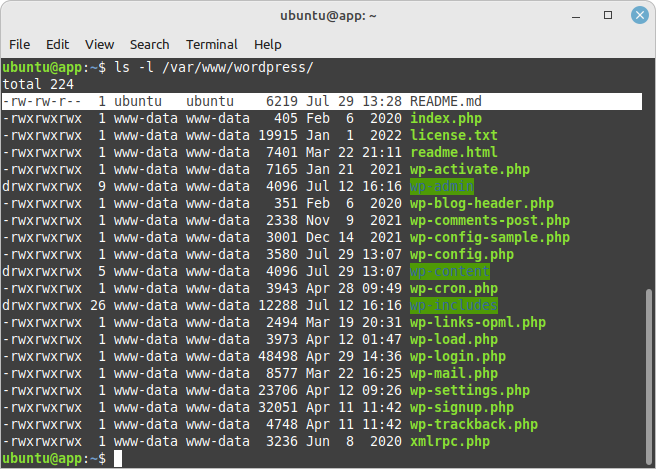 ubuntu@app: ~
File Edit View Search Terminal Help
ubuntu@app:~$ ls -l /var/www/wordpress/
total 224
-rw-rw-r-- 1 ubuntu ubuntu 6219 Jul 29 13:28 README.md
-rwxrwxrwx 1 www-data www-data 405 Feb 6 2020 index.php
-rwxrwxrwx 1 www-data www-data 19915 Jan 1 2022 license.txt
-rwxrwxrwx 1 www-data www-data 7401 Mar 22 21:11 readme.html
-rwxrwxrwx 1 www-data www-data 7165 Jan 21 2021 wp-activate.php
drwxrwxrwx 9 www-data www-data 4096 Jul 12 16:16 wp-admin
-rwxrwxrwx 1 www-data www-data 351 Feb 6 2020 wp-blog-header.php
-rwxrwxrwx 1 www-data www-data 2338 Nov 9 2021 wp-comments-post.php
-rwxrwxrwx 1 www-data www-data 3001 Dec 14 2021 wp-config-sample.php
-rwxrwxrwx 1 www-data www-data 3580 Jul 29 13:07 wp-config.php
drwxrwxrwx 5 www-data www-data 4096 Jul 29 13:07 wp-content
-rwxrwxrwx 1 www-data www-data 3943 Apr 28 09:49 wp-cron.php
drwxrwxrwx 26 www-data www-data 12288 Jul 12 16:16 wp-includes
-rwxrwxrwx 1 www-data www-data 2494 Mar 19 20:31 wp-links-opml.php
-rwxrwxrwx 1 www-data www-data 3973 Apr 12 01:47 wp-load.php
-rwxrwxrwx 1 www-data www-data 48498 Apr 29 14:36 wp-login.php
-rwxrwxrwx 1 www-data www-data 8577 Mar 22 16:25 wp-mail.php
-rwxrwxrwx 1 www-data www-data 23706 Apr 12 09:26 wp-settings.php
-rwxrwxrwx 1 www-data www-data 32051 Apr 11 11:42 wp-signup.php
-rwxrwxrwx 1 www-data www-data 4748 Apr 11 11:42 wp-trackback.php
-rwxrwxrwx 1 www-data www-data 3236 Jun 8 2020 xmlrpc.php
ubuntu@app:~$